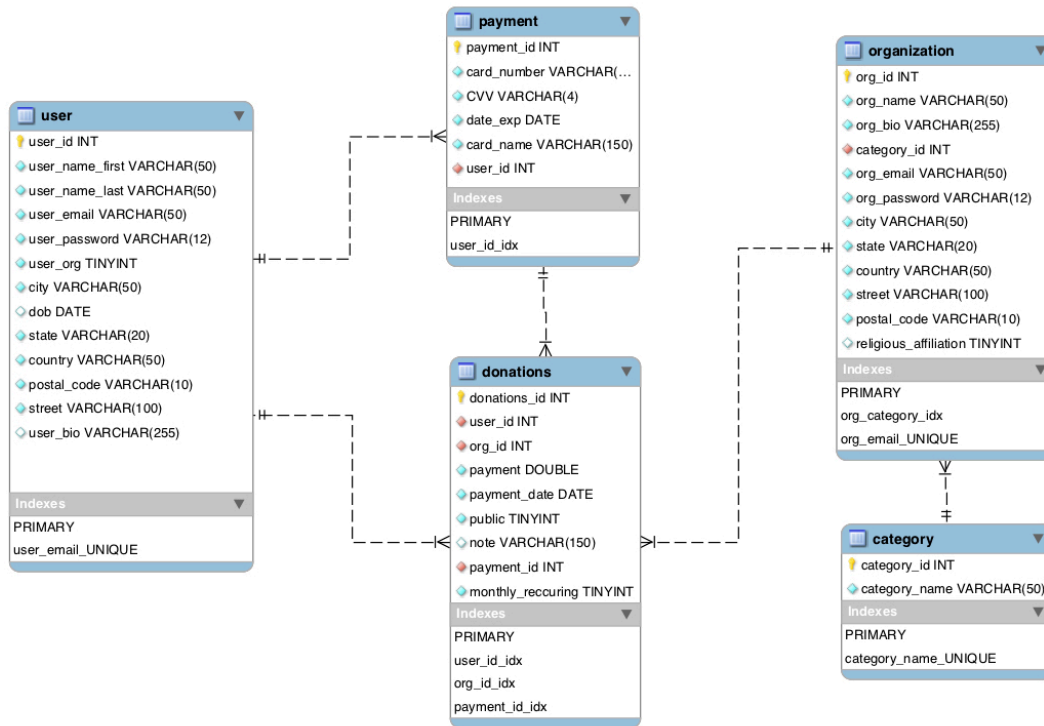 user
user_id INT
user_name_first VARCHAR(50)
user_name_last VARCHAR(50)
user_email VARCHAR(50)
user_password VARCHAR(12)
user_org TINYINT
city VARCHAR(50)
dob DATE
state VARCHAR(20)
country VARCHAR(50)
postal_code VARCHAR(10)
street VARCHAR(100)
user_bio VARCHAR(255)
Indexes
PRIMARY
user_email_UNIQUE
payment
payment_id INT
card_number VARCHAR(...
CVV VARCHAR(4)
date_exp DATE
card_name VARCHAR(150)
user_id INT
Indexes
PRIMARY
user_id_idx
donations
donations_id INT
user_id INT
org_id INT
payment DOUBLE
payment_date DATE
public TINYINT
note VARCHAR(150)
payment_id INT
monthly_reccuring TINYINT
Indexes
PRIMARY
user_id_idx
org_id_idx
payment_id_idx
organization
org_id INT
org_name VARCHAR(50)
org_bio VARCHAR(255)
category_id INT
org_email VARCHAR(50)
org_password VARCHAR(12)
city VARCHAR(50)
state VARCHAR(20)
country VARCHAR(50)
street VARCHAR(100)
postal_code VARCHAR(10)
religious_affiliation TINYINT
Indexes
PRIMARY
org_category_idx
org_email_UNIQUE
category
category_id INT
category_name VARCHAR(50)
Indexes
PRIMARY
category_name_UNIQUE